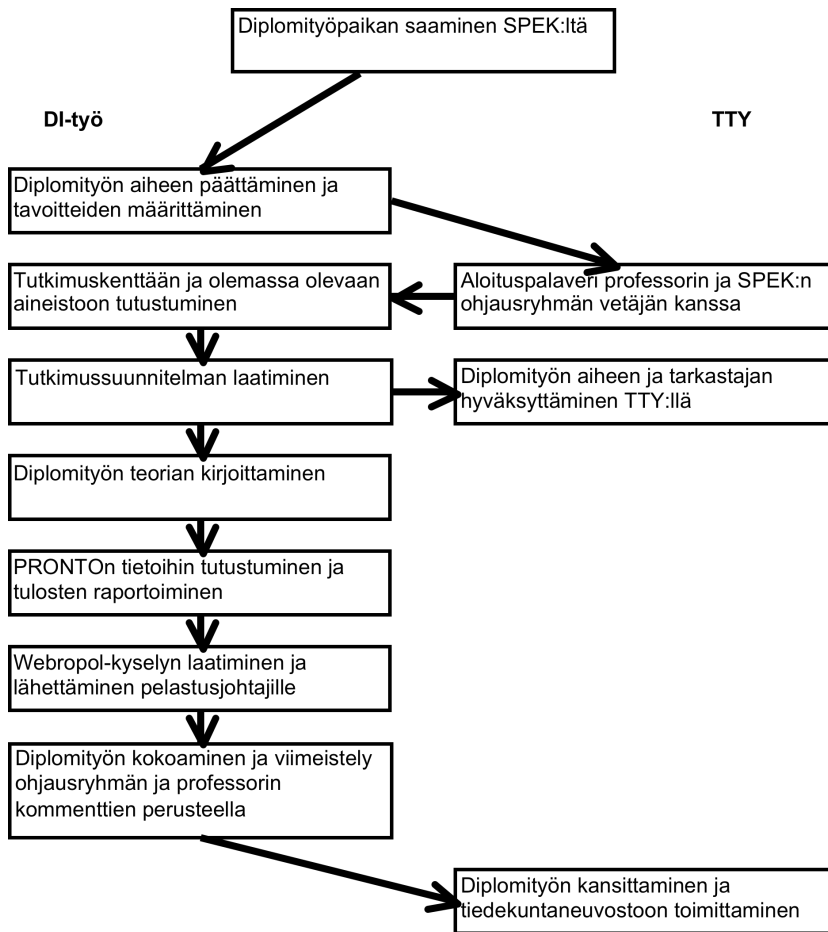 Diplomityöpaikan saaminen SPEK:ltä
DI-työ
TTY
Diplomityön aiheen päättäminen ja
tavoitteiden määrittäminen
Aloituspalaveri professorin ja SPEK:n
ohjausryhmän vetäjän kanssa
Tutkimuskenttään ja olemassa olevaan
aineistoon tutustuminen
Tutkimussuunnitelman laatiminen
Diplomityön aiheen ja tarkastajan
hyväksyttäminen TTY:llä
Diplomityön teorian kirjoittaminen
PRONTOn tietoihin tutustuminen ja
tulosten raportoiminen
Webropol-kyselyn laatiminen ja
lähettäminen pelastusjohtajille
Diplomityön kokoaminen ja viimeistely
ohjausryhmän ja professorin
kommenttien perusteella
Diplomityön kansittaminen ja
tiedekuntaneuvostoon toimittaminen